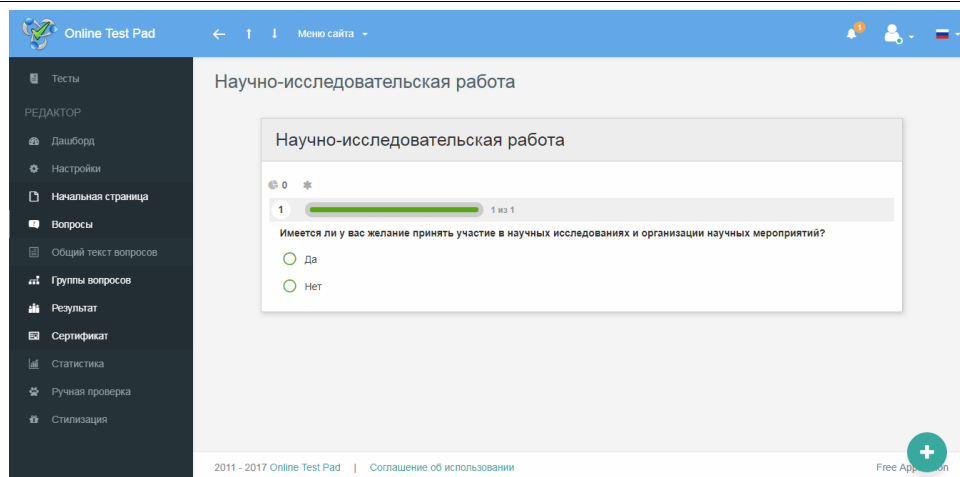 Online Test Pad
Меню сайта
1
Тесты
РЕДАКТОР
Дашборд
Настройки
Начальная страница
Вопросы
Общий текст вопросов
Группы вопросов
Результат
Сертификат
Статистика
Ручная проверка
Стилизация
Научно-исследовательская работа
Научно-исследовательская работа
0
1
1 из 1
Имеется ли у вас желание принять участие в научных исследованиях и организации научных мероприятий?
Да
Нет
2011 - 2017 Online Test Pad | Соглашение об использовании
Free